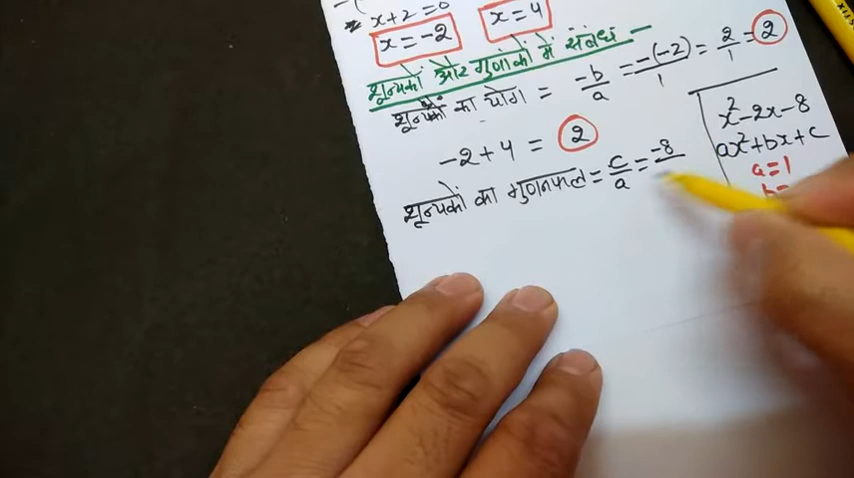 x+2=0
x=-2 x=4
शून्यकों और गुणांकों में संबंध -
शून्यकों का योग = -b/a = -(-2)/1 = 2/1 = 2
-2+4 = 2
शून्यकों का गुणनफल = c/a = -8
x²-2x-8
ax²+bx+c
a=1
b=